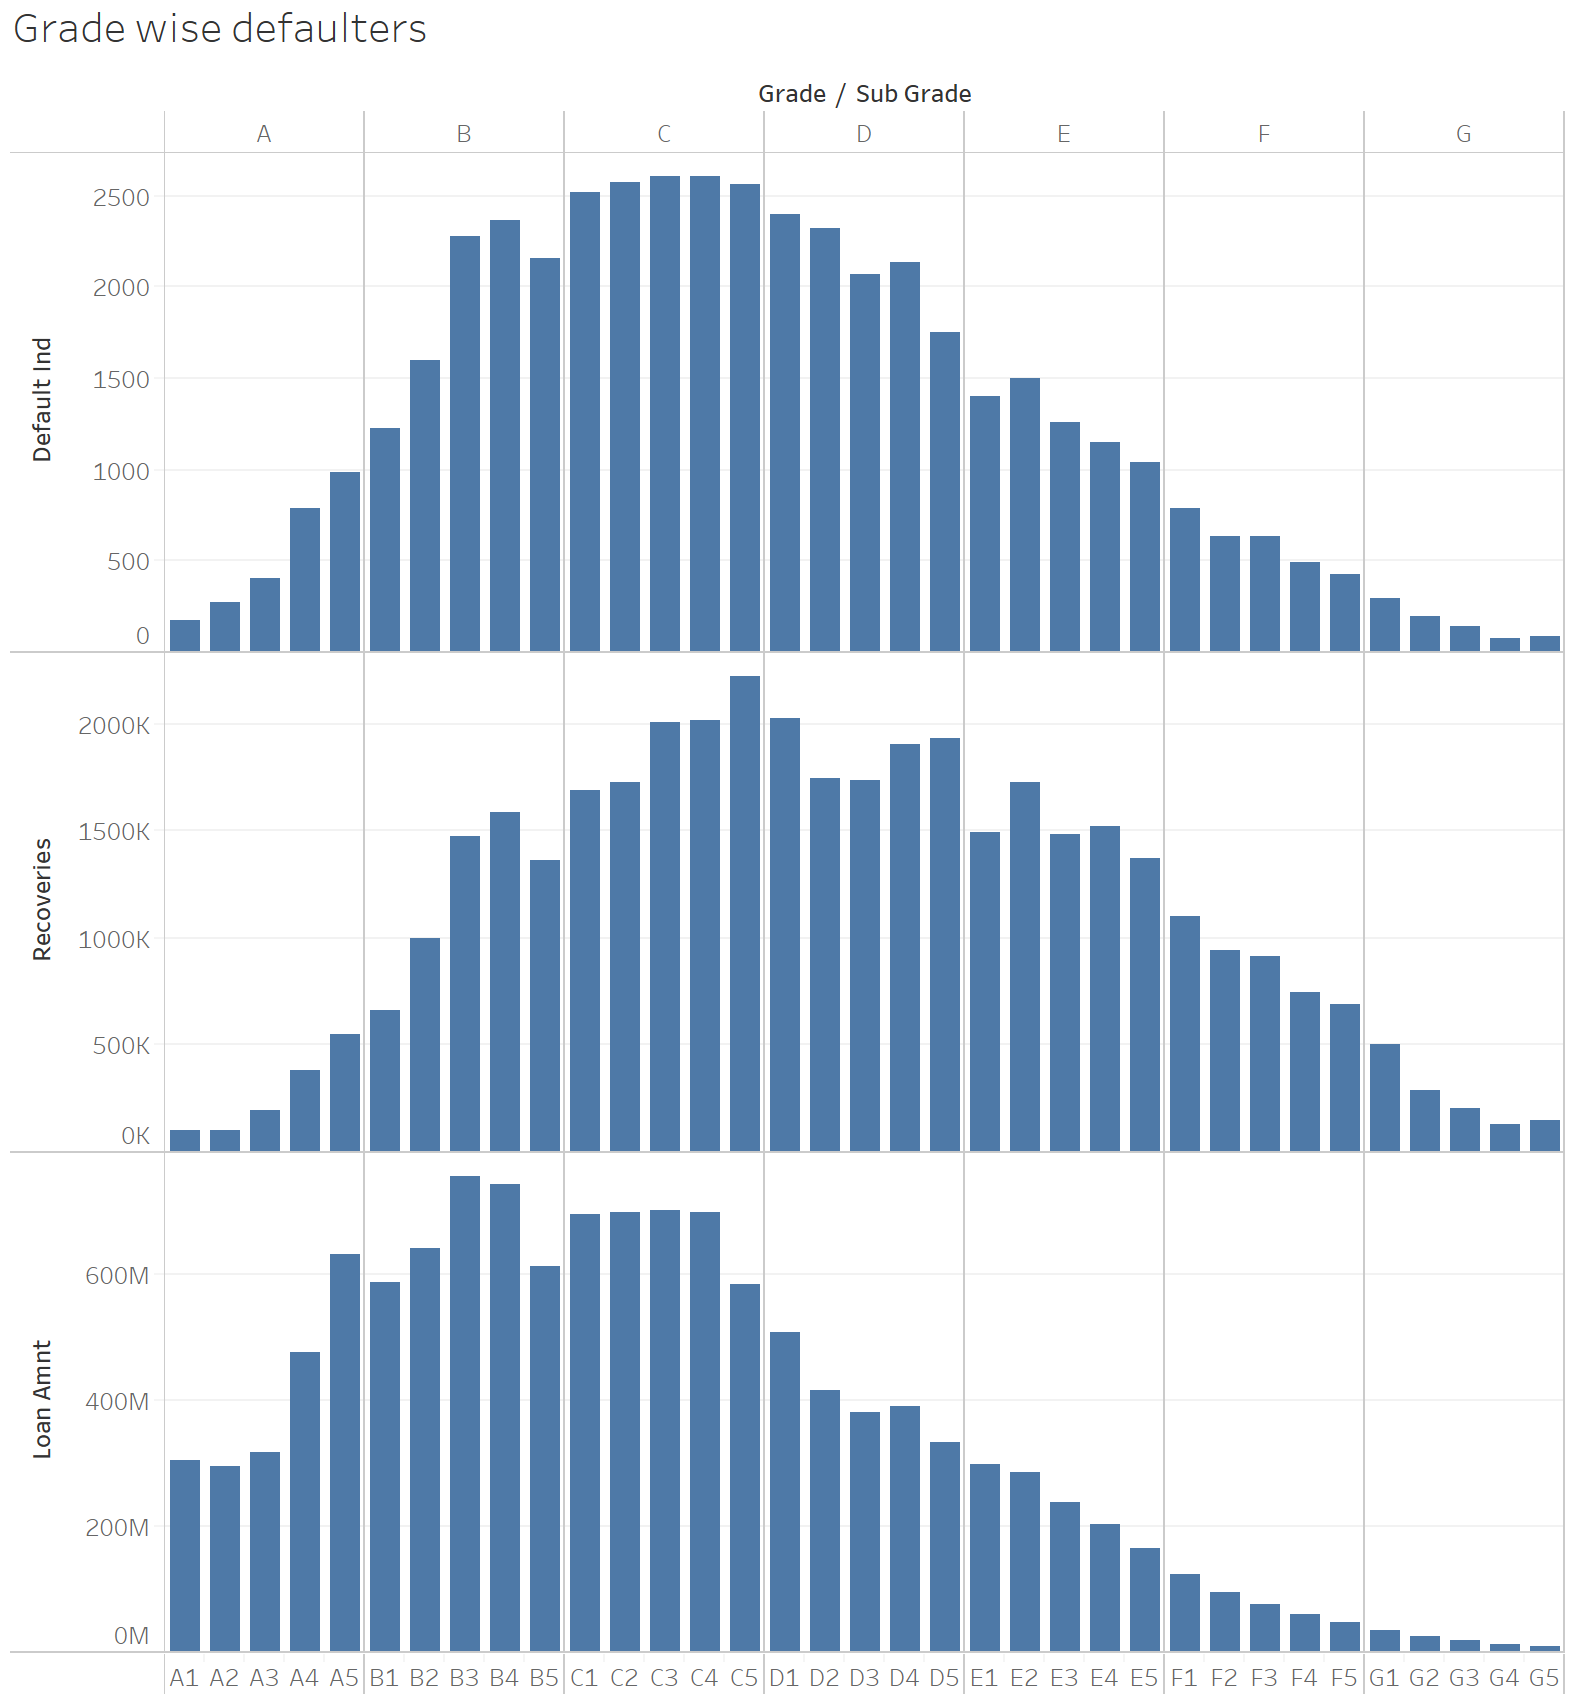 Grade wise defaulters
Grade / Sub Grade
A B C D E F G
Default Ind
2500
2000
1500
1000
500
0
Recoveries
2000K
1500K
1000K
500K
0K
Loan Amnt
600M
400M
200M
0M
A1 A2 A3 A4 A5 B1 B2 B3 B4 B5 C1 C2 C3 C4 C5 D1 D2 D3 D4 D5 E1 E2 E3 E4 E5 F1 F2 F3 F4 F5 G1 G2 G3 G4 G5